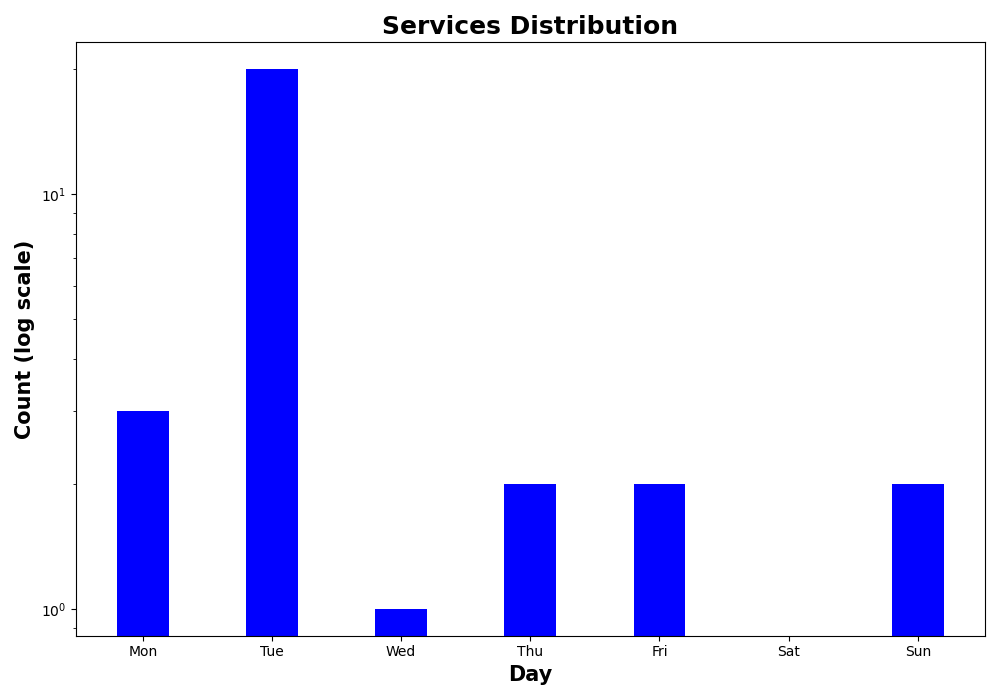 Services Distribution
Count (log scale)
10¹
10⁰
Mon Tue Wed Thu Fri Sat Sun
Day